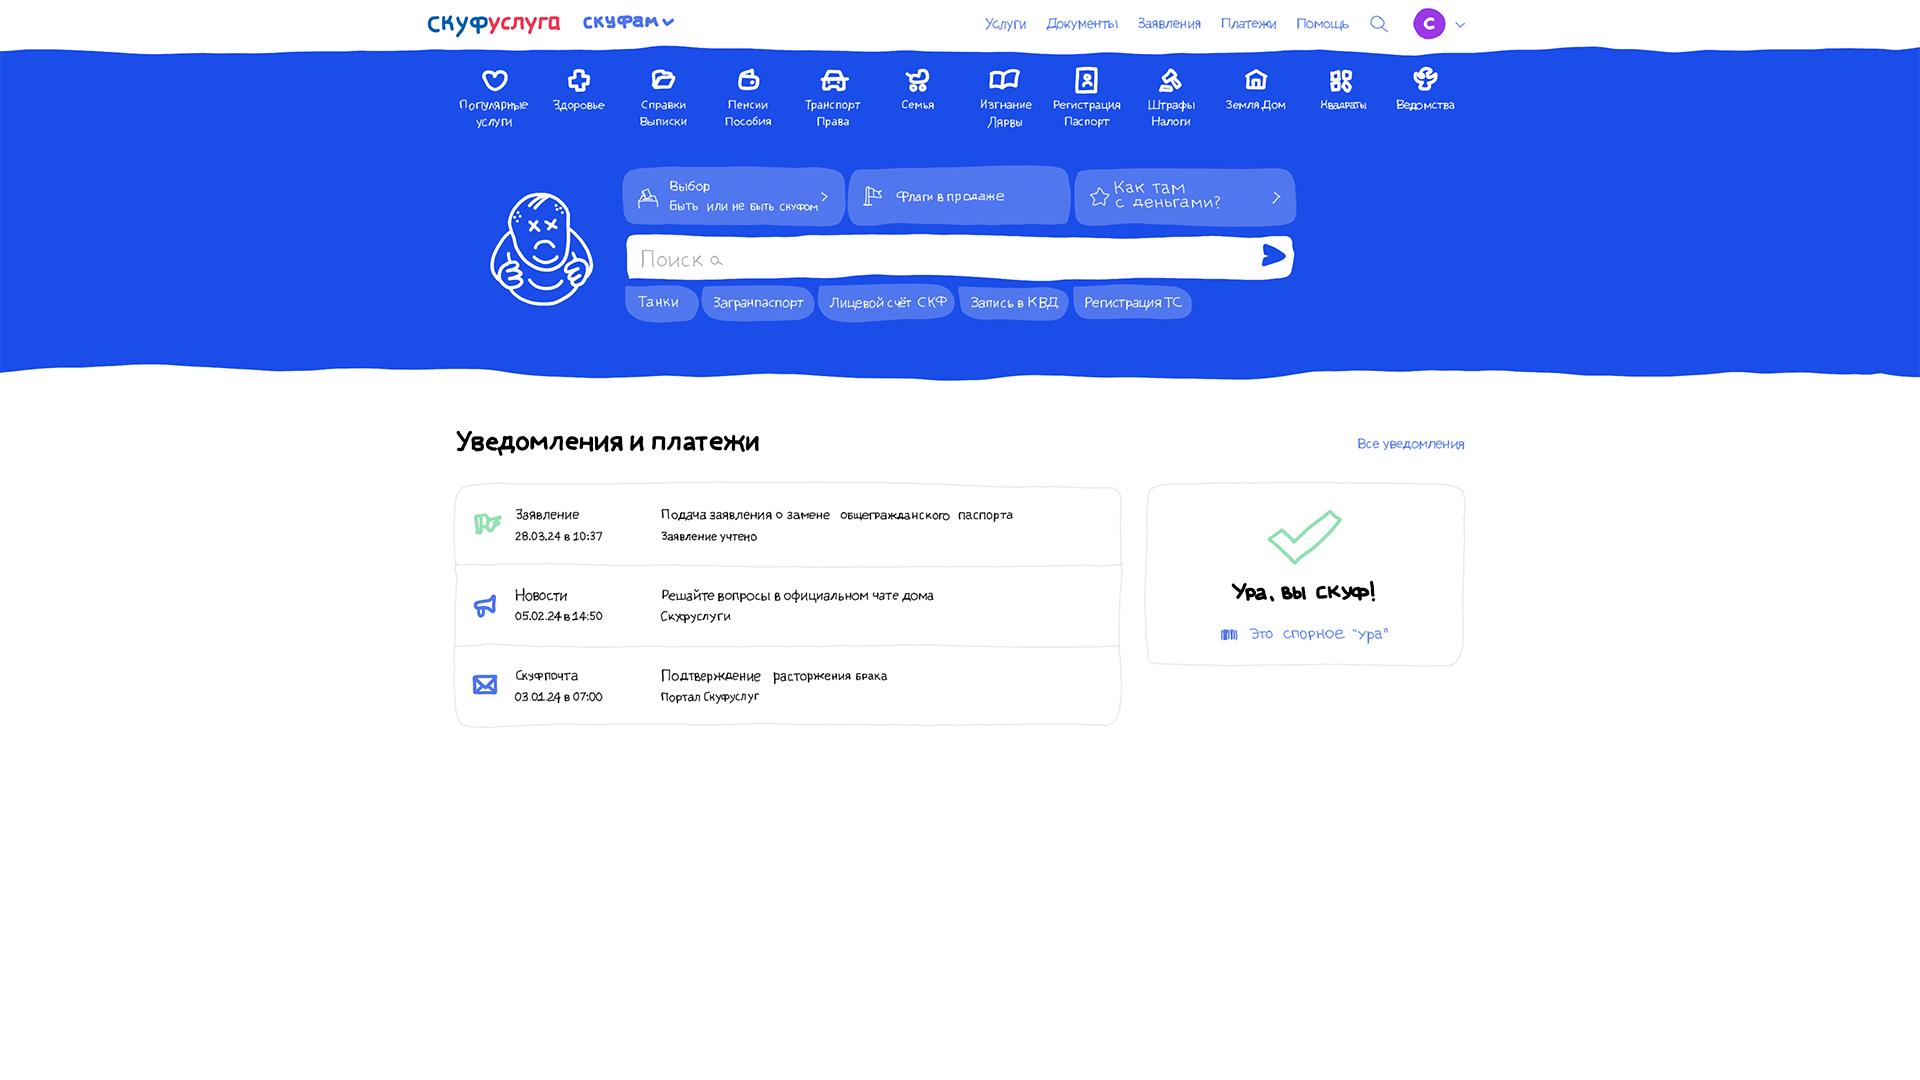 скуфуслуга
скуфам
Услуги Документы Заявления Платежи Помощь
С
Популярные услуги
Здоровье
Справки Выписки
Пенсии Пособия
Транспорт Права
Семья
Изгнание Лярвы
Регистрация Паспорт
Штрафы Налоги
Земля Дом
Квадраты
Ведомства
Выбор
Быть или не быть скуфом
Флаги в продаже
Как там
с деньгами?
Поиск а
Танки
Загранпаспорт
Лицевой счёт СКФ
Запись в КВД
Регистрация ТС
Уведомления и платежи
Все уведомления
Заявление
28.03.24 в 10:37
Подача заявления о замене общегражданского паспорта
Заявление учтено
Новости
05.02.24 в 14:50
Решайте вопросы в официальном чате дома
Скуфуслуги
Скуфпочта
03.01.24 в 07:00
Подтверждение расторжения брака
Портал Скуфуслуг
Ура, вы скуф!
Это спорное "ура"